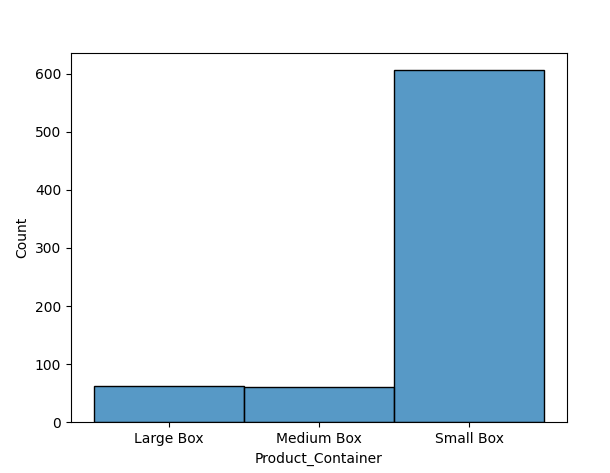 600
500
400
300
200
100
0
Count
Large Box
Medium Box
Small Box
Product_Container